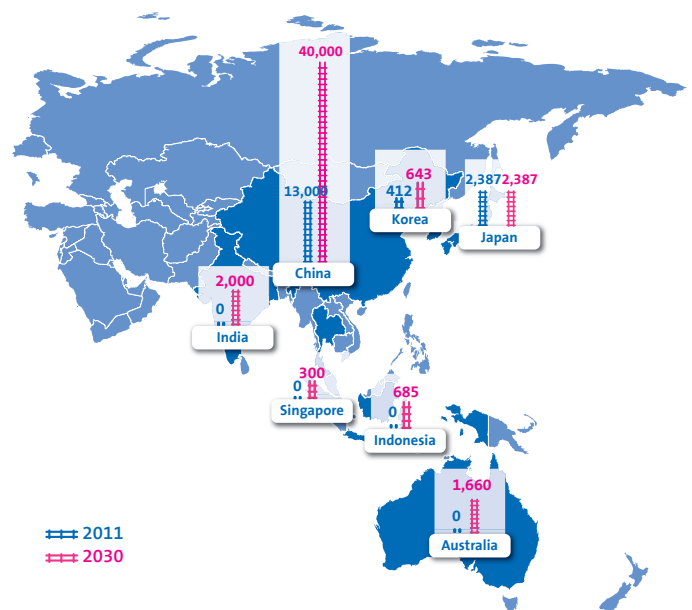 40,000
13,000
China
412
643
Korea
2,387
2,387
Japan
2,000
0
India
300
0
Singapore
685
0
Indonesia
1,660
0
Australia
2011
2030